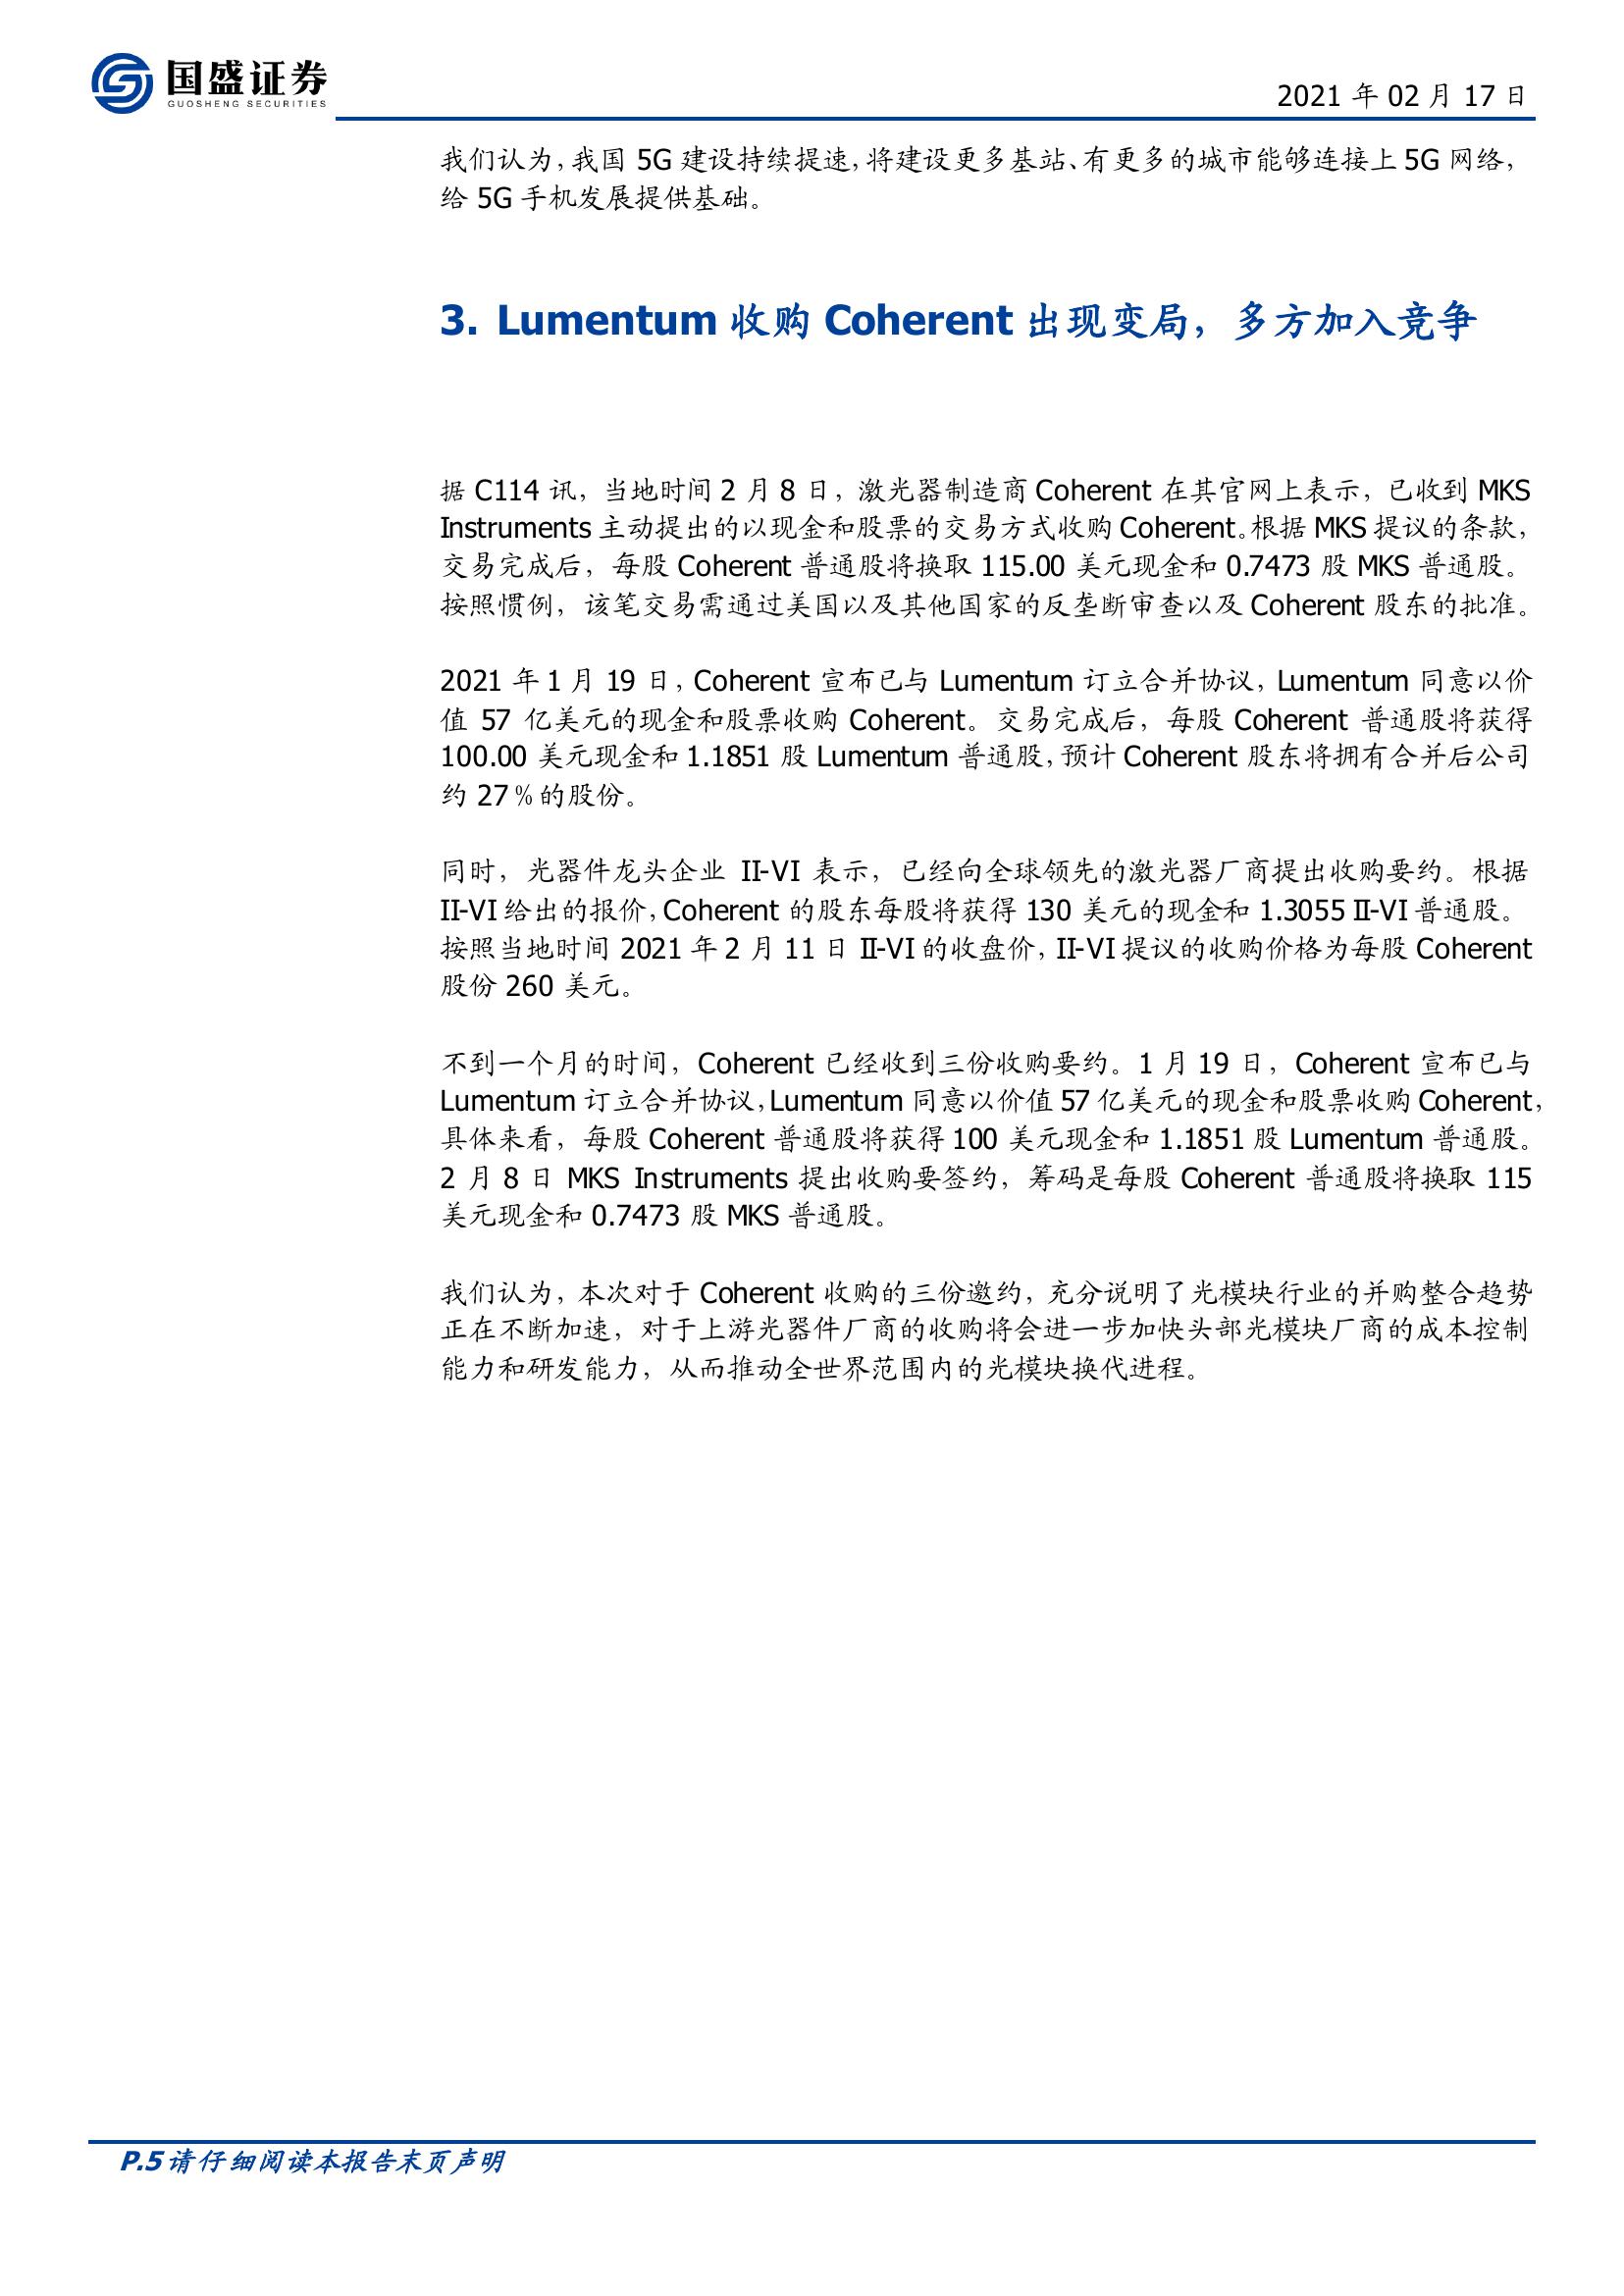 国盛证券
GUOSHENG SECURITIES
2021 年 02 月 17 日
我们认为，我国 5G 建设持续提速，将建设更多基站、有更多的城市能够连接上 5G 网络，
给 5G 手机发展提供基础。
3. Lumentum 收购 Coherent 出现变局，多方加入竞争
据 C114 讯，当地时间 2 月 8 日，激光器制造商 Coherent 在其官网上表示，已收到 MKS
Instruments 主动提出的以现金和股票的交易方式收购 Coherent。根据 MKS 提议的条款，
交易完成后，每股 Coherent 普通股将换取 115.00 美元现金和 0.7473 股 MKS 普通股。
按照惯例，该笔交易需通过美国以及其他国家的反垄断审查以及 Coherent 股东的批准。
2021 年 1 月 19 日，Coherent 宣布已与 Lumentum 订立合并协议，Lumentum 同意以价
值 57 亿美元的现金和股票收购 Coherent。交易完成后，每股 Coherent 普通股将获得
100.00 美元现金和 1.1851 股 Lumentum 普通股，预计 Coherent 股东将拥有合并后公司
约 27％的股份。
同时，光器件龙头企业 II-VI 表示，已经向全球领先的激光器厂商提出收购要约。根据
II-VI 给出的报价，Coherent 的股东每股将获得 130 美元的现金和 1.3055 II-VI 普通股。
按照当地时间 2021 年 2 月 11 日 II-VI 的收盘价，II-VI 提议的收购价格为每股 Coherent
股份 260 美元。
不到一个月的时间，Coherent 已经收到三份收购要约。1 月 19 日，Coherent 宣布已与
Lumentum 订立合并协议，Lumentum 同意以价值 57 亿美元的现金和股票收购 Coherent，
具体来看，每股 Coherent 普通股将获得 100 美元现金和 1.1851 股 Lumentum 普通股。
2 月 8 日 MKS Instruments 提出收购要签约，筹码是每股 Coherent 普通股将换取 115
美元现金和 0.7473 股 MKS 普通股。
我们认为，本次对于 Coherent 收购的三份邀约，充分说明了光模块行业的并购整合趋势
正在不断加速，对于上游光器件厂商的收购将会进一步加快头部光模块厂商的成本控制
能力和研发能力，从而推动全世界范围内的光模块换代进程。
P.5 请仔细阅读本报告末页声明